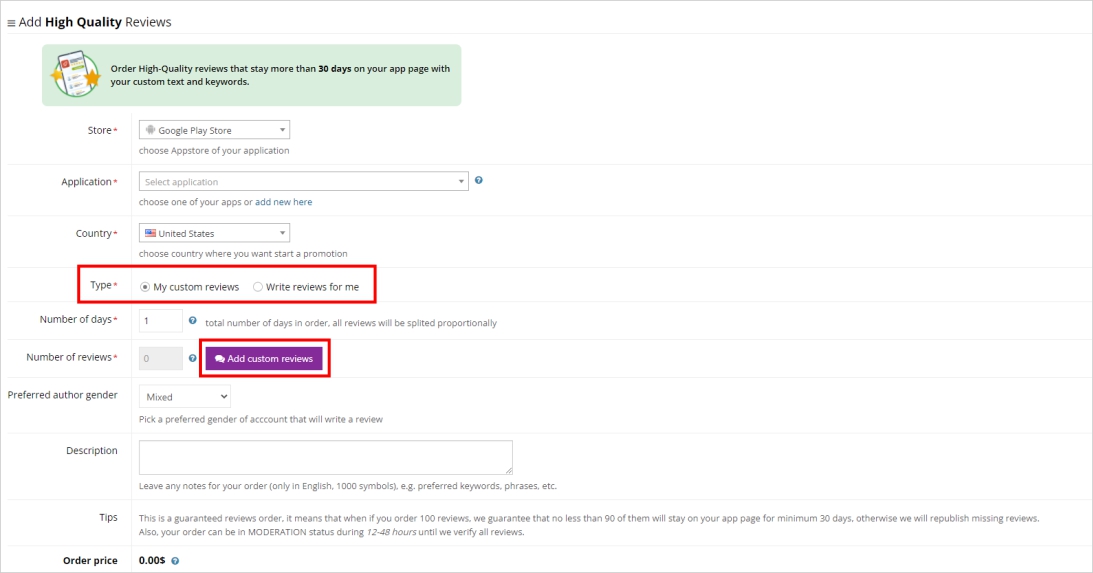 Add High Quality Reviews
Order High-Quality reviews that stay more than 30 days on your app page with
your custom text and keywords.
Store*
Google Play Store
choose Appstore of your application
Application*
Select application
choose one of your apps or add new here
Country*
United States
choose country where you want start a promotion
Type*
My custom reviews
Write reviews for me
Number of days*
1
total number of days in order, all reviews will be splited proportionally
Number of reviews*
0
Add custom reviews
Preferred author gender
Mixed
Pick a preferred gender of acccount that will write a review
Description
Leave any notes for your order (only in English, 1000 symbols), e.g. preferred keywords, phrases, etc.
Tips
This is a guaranteed reviews order, it means that when if you order 100 reviews, we guarantee that no less than 90 of them will stay on your app page for minimum 30 days, otherwise we will republish missing reviews.
Also, your order can be in MODERATION status during 12-48 hours until we verify all reviews.
Order price
0.00$